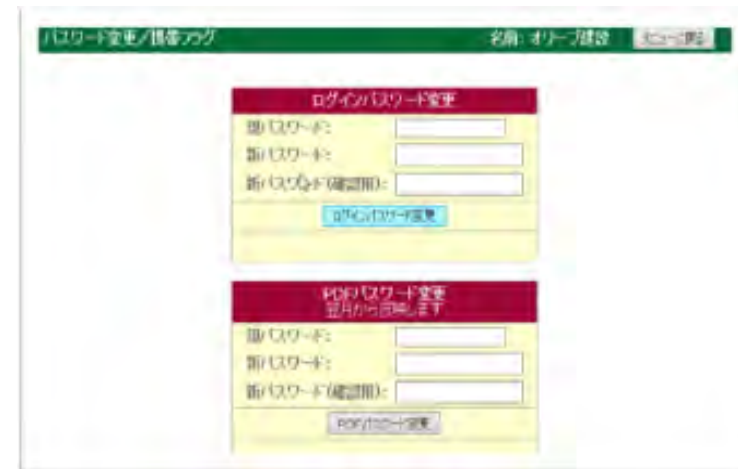 パスワード変更/携帯フラグ
名前: オリーブ建設
メニューに戻る
ログインパスワード変更
旧パスワード:
新パスワード:
新パスワード(確認用):
ログインパスワード変更
PDFパスワード変更
翌月から反映します
旧パスワード:
新パスワード:
新パスワード(確認用):
PDFパスワード変更